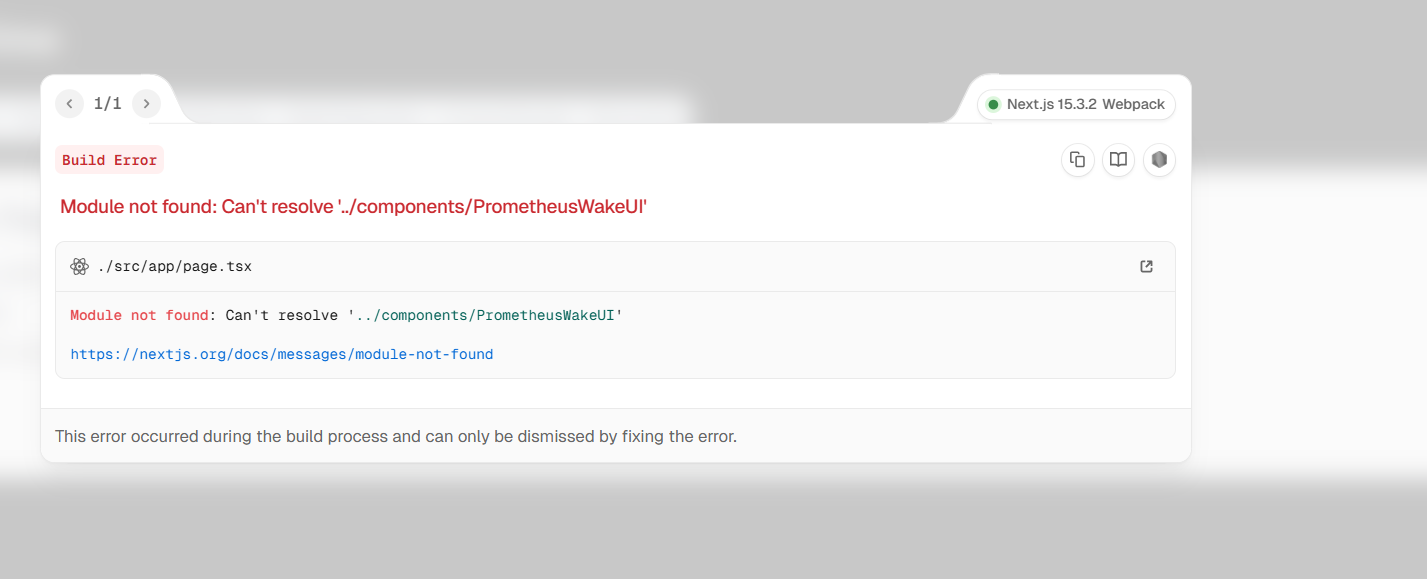 1/1
Next.js 15.3.2 Webpack
Build Error
Module not found: Can't resolve '../components/PrometheusWakeUI'
./src/app/page.tsx
Module not found: Can't resolve '../components/PrometheusWakeUI'
https://nextjs.org/docs/messages/module-not-found
This error occurred during the build process and can only be dismissed by fixing the error.